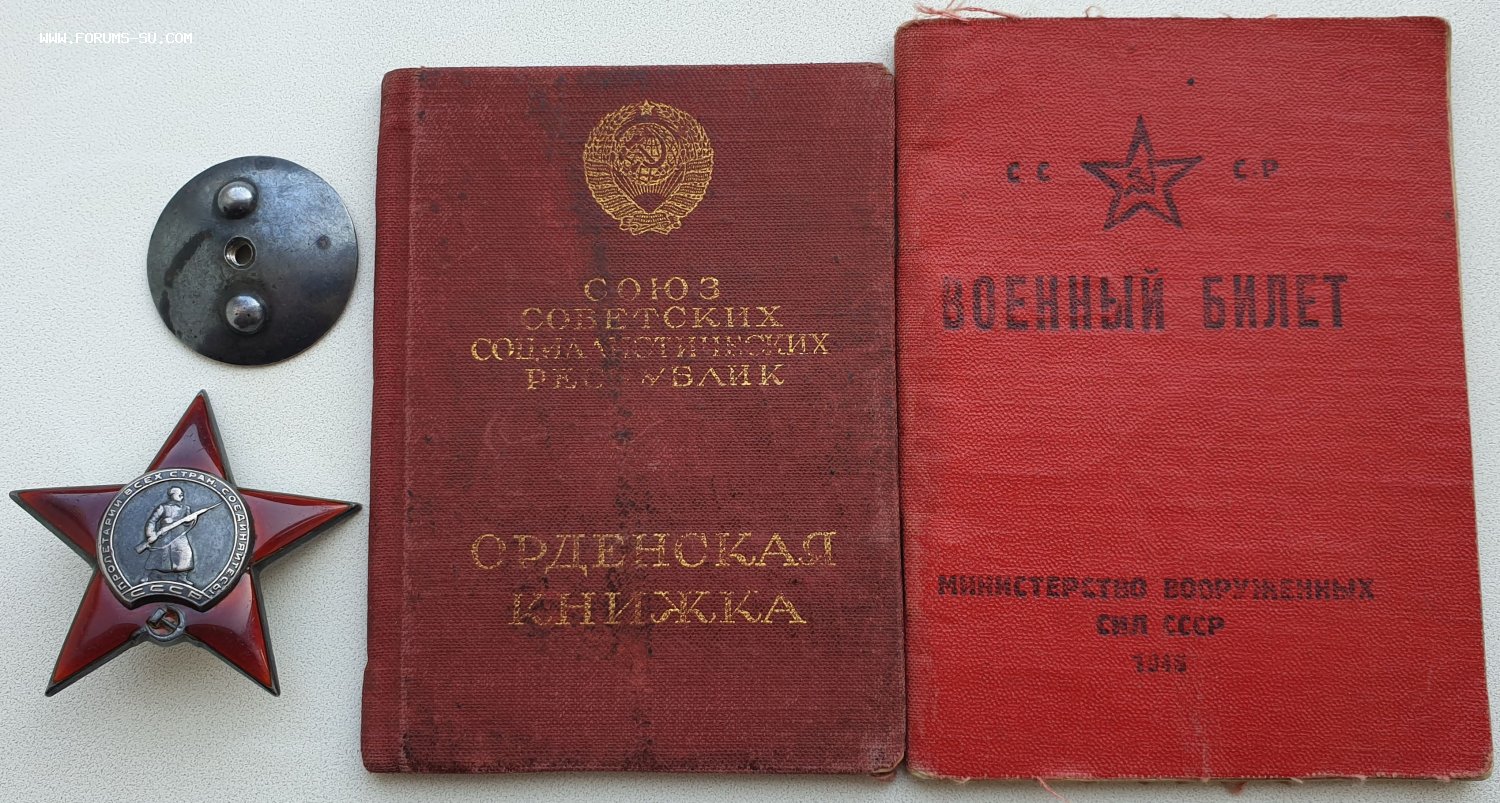 WWW.FORUMS-SU.COM
ПРОЛЕТАРИИ ВСЕХ СТРАН, СОЕДИНЯЙТЕСЬ!
СССР
СОЮЗ
СОВЕТСКИХ
СОЦИАЛИСТИЧЕСКИХ
РЕСПУБЛИК
ОРДЕНСКАЯ
КНИЖКА
СС СР
ВОЕННЫЙ БИЛЕТ
МИНИСТЕРСТВО ВООРУЖЕННЫХ
СИЛ СССР